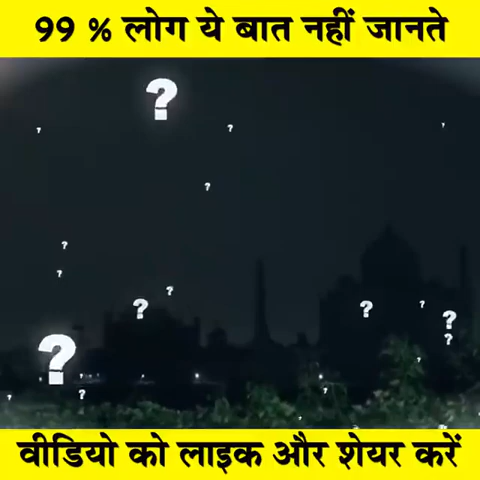 99 % लोग ये बात नहीं जानते
वीडियो को लाइक और शेयर करें